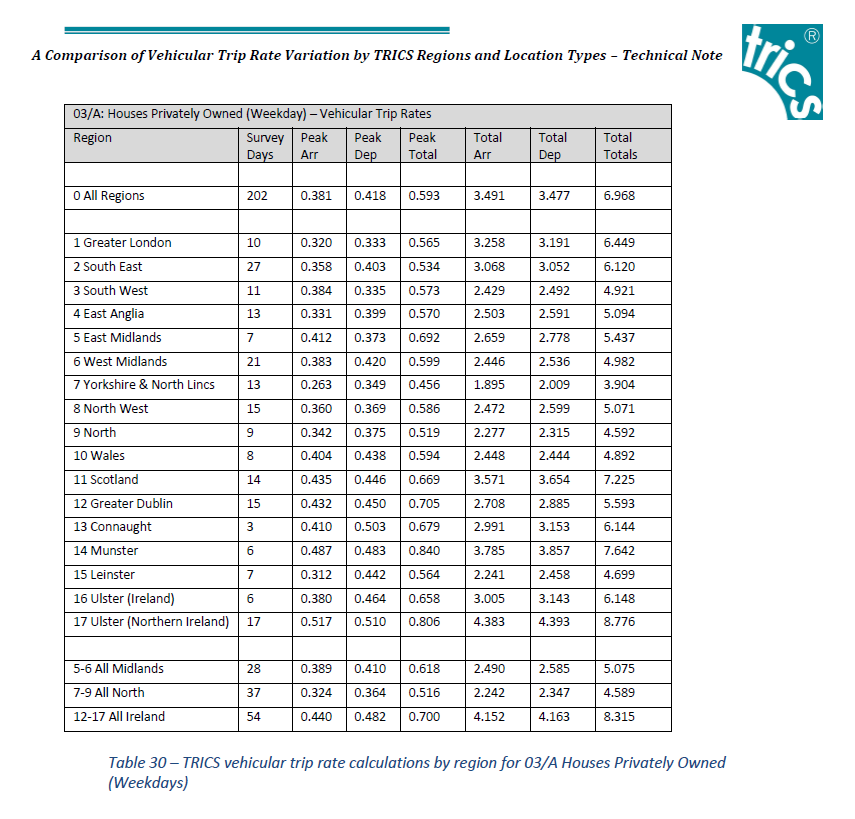 A Comparison of Vehicular Trip Rate Variation by TRICS Regions and Location Types – Technical Note
trics®
03/A: Houses Privately Owned (Weekday) – Vehicular Trip Rates
Region Survey Days Peak Arr Peak Dep Peak Total Total Arr Total Dep Total Totals
0 All Regions 202 0.381 0.418 0.593 3.491 3.477 6.968
1 Greater London 10 0.320 0.333 0.565 3.258 3.191 6.449
2 South East 27 0.358 0.403 0.534 3.068 3.052 6.120
3 South West 11 0.384 0.335 0.573 2.429 2.492 4.921
4 East Anglia 13 0.331 0.399 0.570 2.503 2.591 5.094
5 East Midlands 7 0.412 0.373 0.692 2.659 2.778 5.437
6 West Midlands 21 0.383 0.420 0.599 2.446 2.536 4.982
7 Yorkshire & North Lincs 13 0.263 0.349 0.456 1.895 2.009 3.904
8 North West 15 0.360 0.369 0.586 2.472 2.599 5.071
9 North 9 0.342 0.375 0.519 2.277 2.315 4.592
10 Wales 8 0.404 0.438 0.594 2.448 2.444 4.892
11 Scotland 14 0.435 0.446 0.669 3.571 3.654 7.225
12 Greater Dublin 15 0.432 0.450 0.705 2.708 2.885 5.593
13 Connaught 3 0.410 0.503 0.679 2.991 3.153 6.144
14 Munster 6 0.487 0.483 0.840 3.785 3.857 7.642
15 Leinster 7 0.312 0.442 0.564 2.241 2.458 4.699
16 Ulster (Ireland) 6 0.380 0.464 0.658 3.005 3.143 6.148
17 Ulster (Northern Ireland) 17 0.517 0.510 0.806 4.383 4.393 8.776
5-6 All Midlands 28 0.389 0.410 0.618 2.490 2.585 5.075
7-9 All North 37 0.324 0.364 0.516 2.242 2.347 4.589
12-17 All Ireland 54 0.440 0.482 0.700 4.152 4.163 8.315
Table 30 – TRICS vehicular trip rate calculations by region for 03/A Houses Privately Owned
(Weekdays)